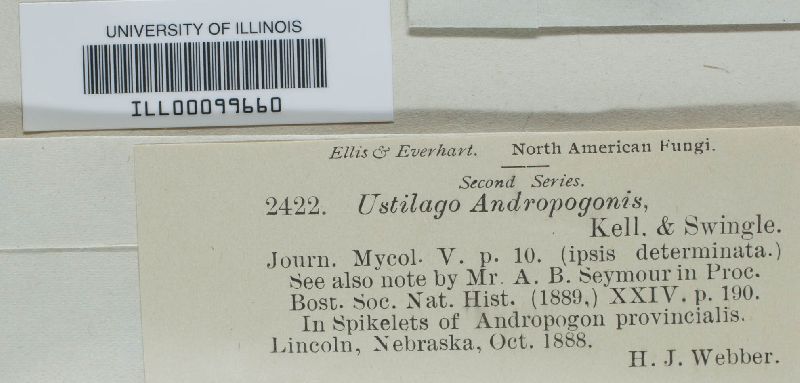 UNIVERSITY OF ILLINOIS
ILL00099660
Ellis & Everhart. North American Fungi.
Second Series.
2422. Ustilago Andropogonis,
Kell. & Swingle.
Journ. Mycol. V. p. 10. (ipsis determinata.)
See also note by Mr. A. B. Seymour in Proc.
Bost. Soc. Nat. Hist. (1889,) XXIV. p. 190.
In Spikelets of Andropogon provincialis.
Lincoln, Nebraska, Oct. 1888.
H. J. Webber.